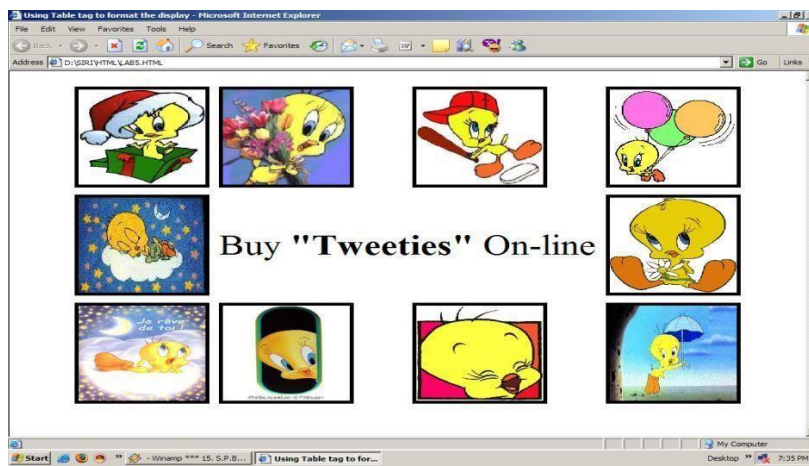 Using Table tag to format the display - Microsoft Internet Explorer
File Edit View Favorites Tools Help
Back Search Favorites
Address D:\SIRI\HTML\LAB5.HTML Go Links
Buy "Tweeties" On-line
Je rêve
de toi !
My Computer
Start » - Winamp *** 15. S.P.B... Using Table tag to for... Desktop » 7:35 PM